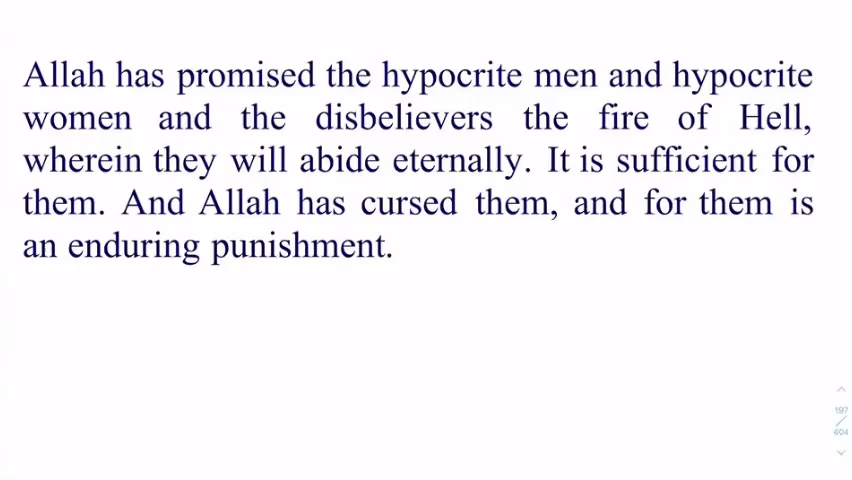 Allah has promised the hypocrite men and hypocrite
women and the disbelievers the fire of Hell,
wherein they will abide eternally. It is sufficient for
them. And Allah has cursed them, and for them is
an enduring punishment.
197
/
604